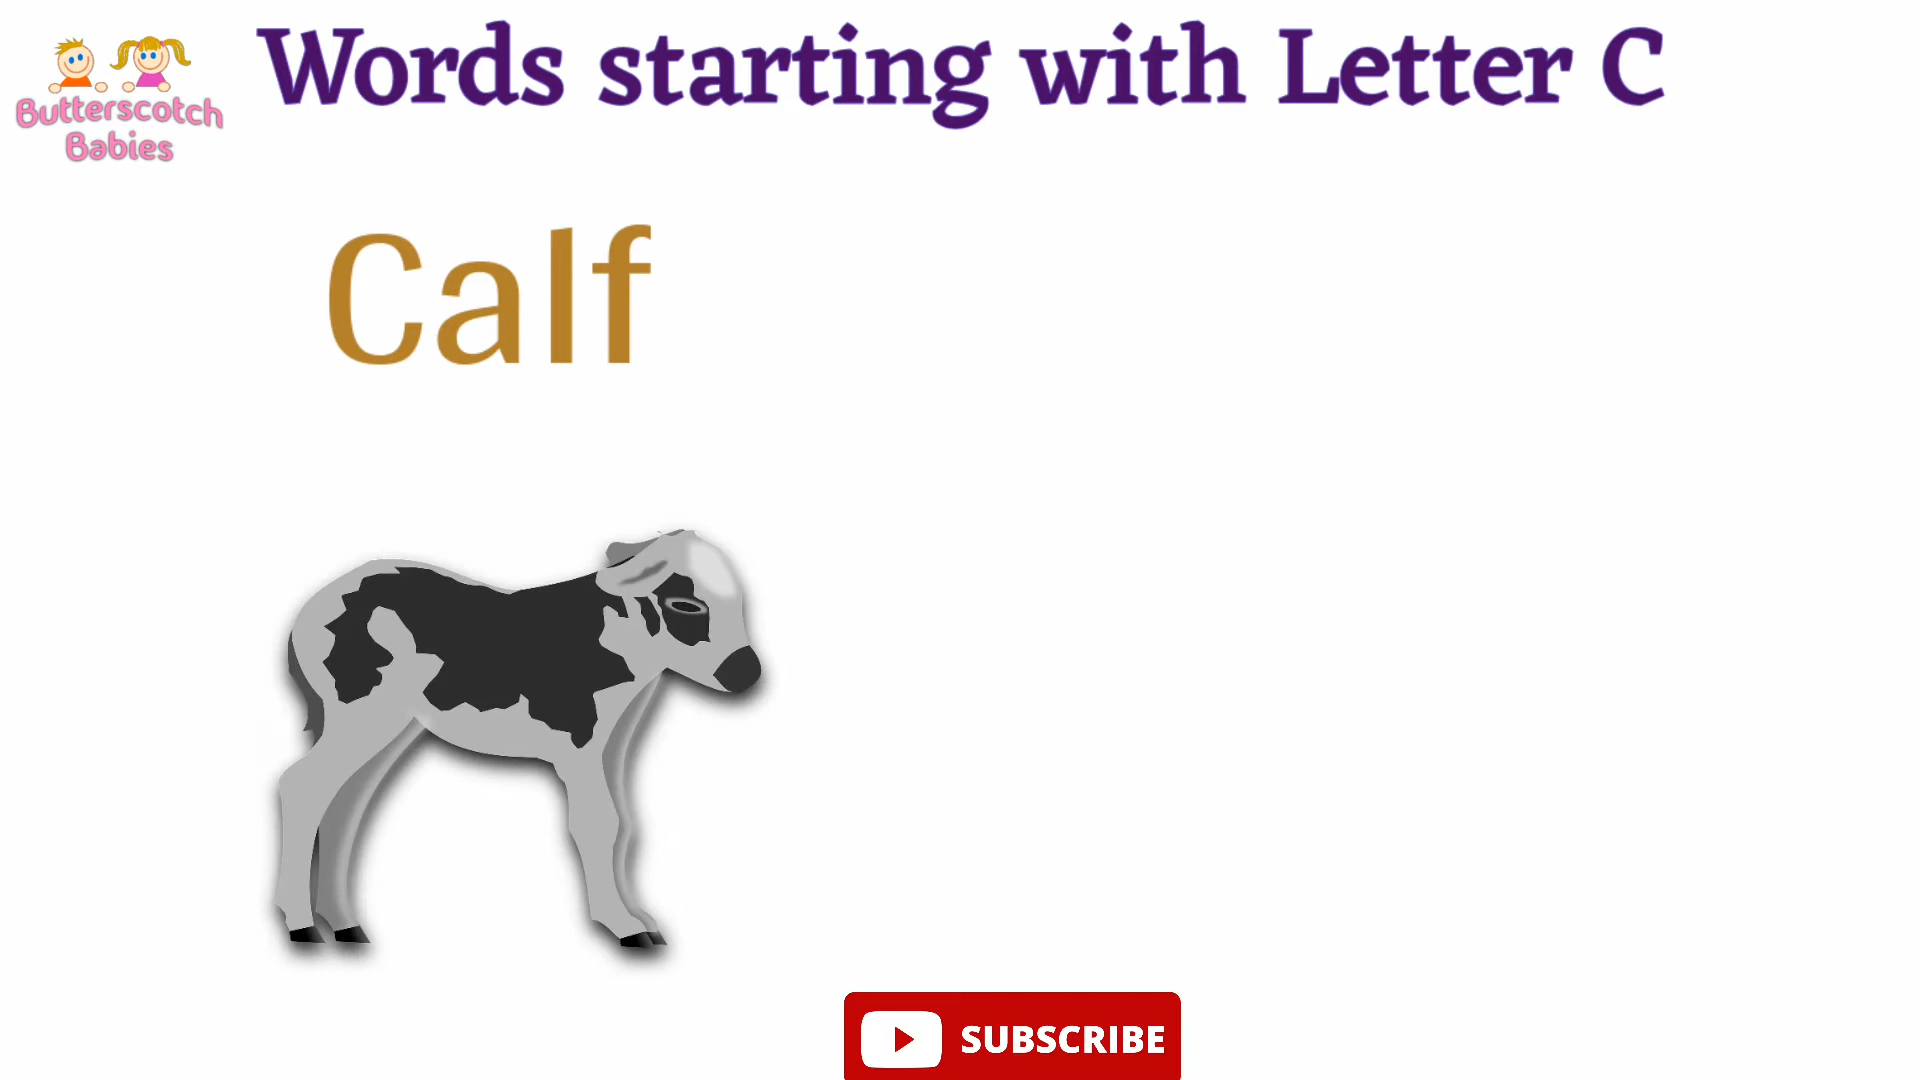 Words starting with Letter C
Butterscotch
Babies
Calf
SUBSCRIBE